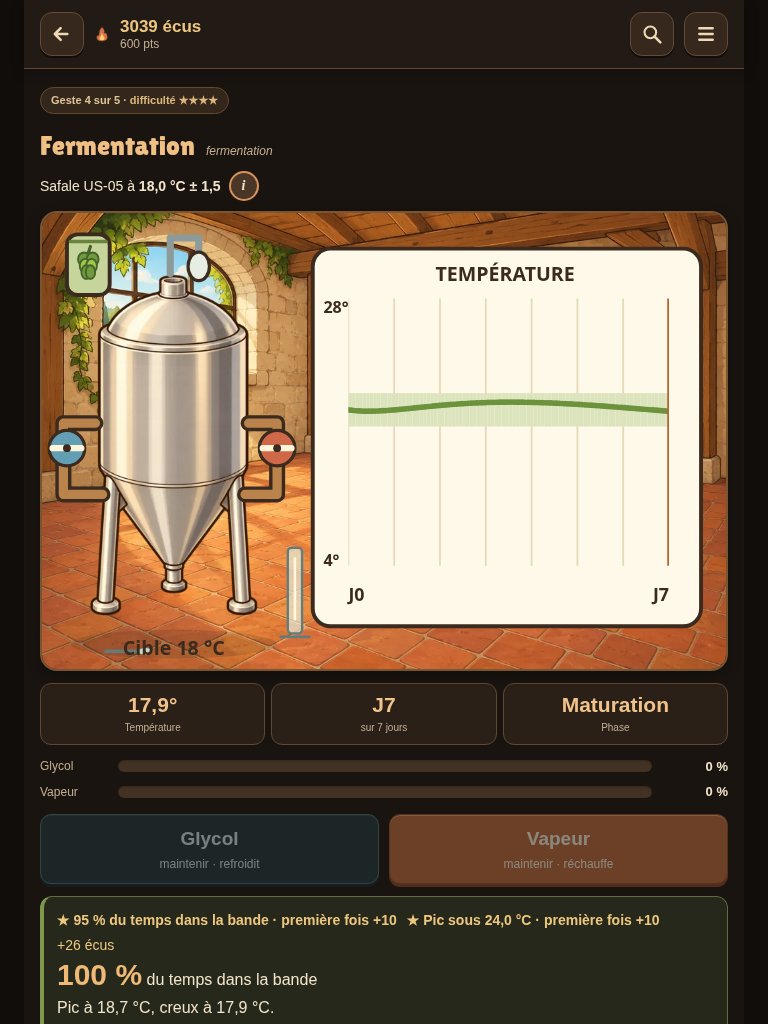 3039 écus
600 pts
Geste 4 sur 5 · difficulté ★★★★
Fermentation fermentation
Safale US-05 à 18,0 °C ± 1,5 i
TEMPÉRATURE
28°
4°
J0 J7
Cible 18 °C
17,9° J7 Maturation
Température sur 7 jours Phase
Glycol 0 %
Vapeur 0 %
Glycol Vapeur
maintenir · refroidit maintenir · réchauffe
★ 95 % du temps dans la bande · première fois +10 ★ Pic sous 24,0 °C · première fois +10
+26 écus
100 % du temps dans la bande
Pic à 18,7 °C, creux à 17,9 °C.